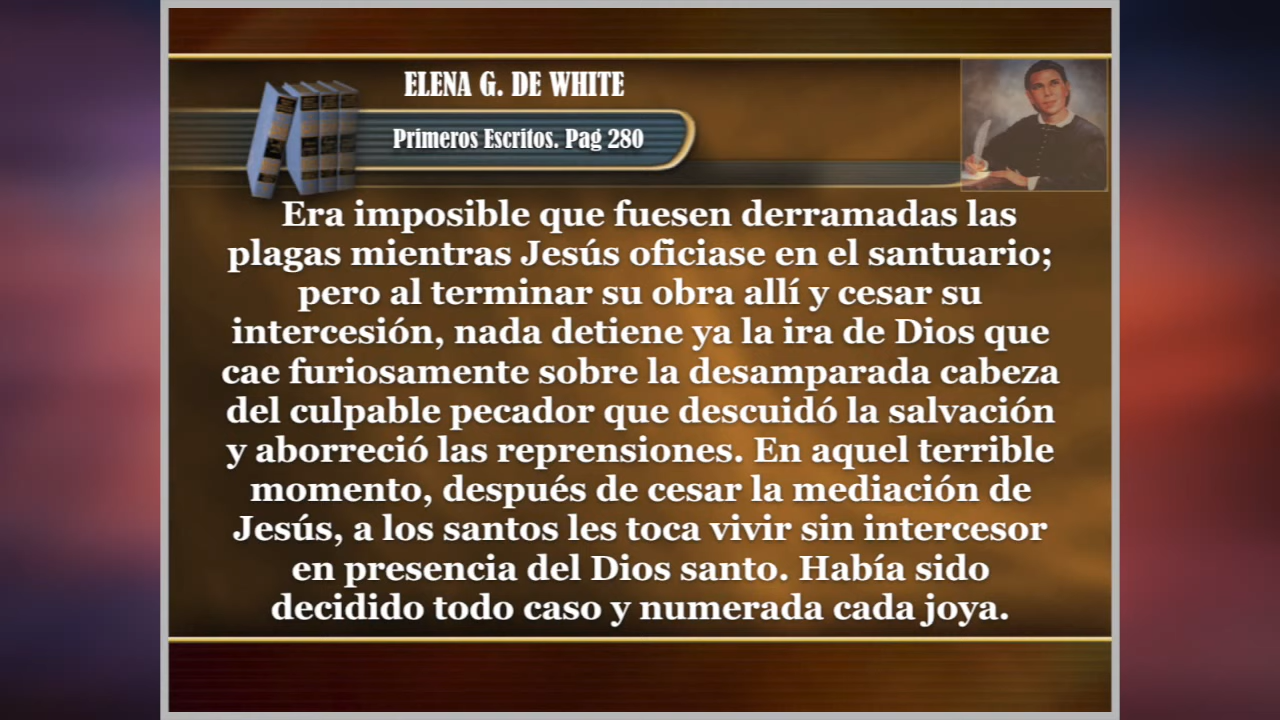 ELENA G. DE WHITE
Primeros Escritos. Pag 280
Era imposible que fuesen derramadas las
plagas mientras Jesús oficiase en el santuario;
pero al terminar su obra allí y cesar su
intercesión, nada detiene ya la ira de Dios que
cae furiosamente sobre la desamparada cabeza
del culpable pecador que descuidó la salvación
y aborreció las reprensiones. En aquel terrible
momento, después de cesar la mediación de
Jesús, a los santos les toca vivir sin intercesor
en presencia del Dios santo. Había sido
decidido todo caso y numerada cada joya.